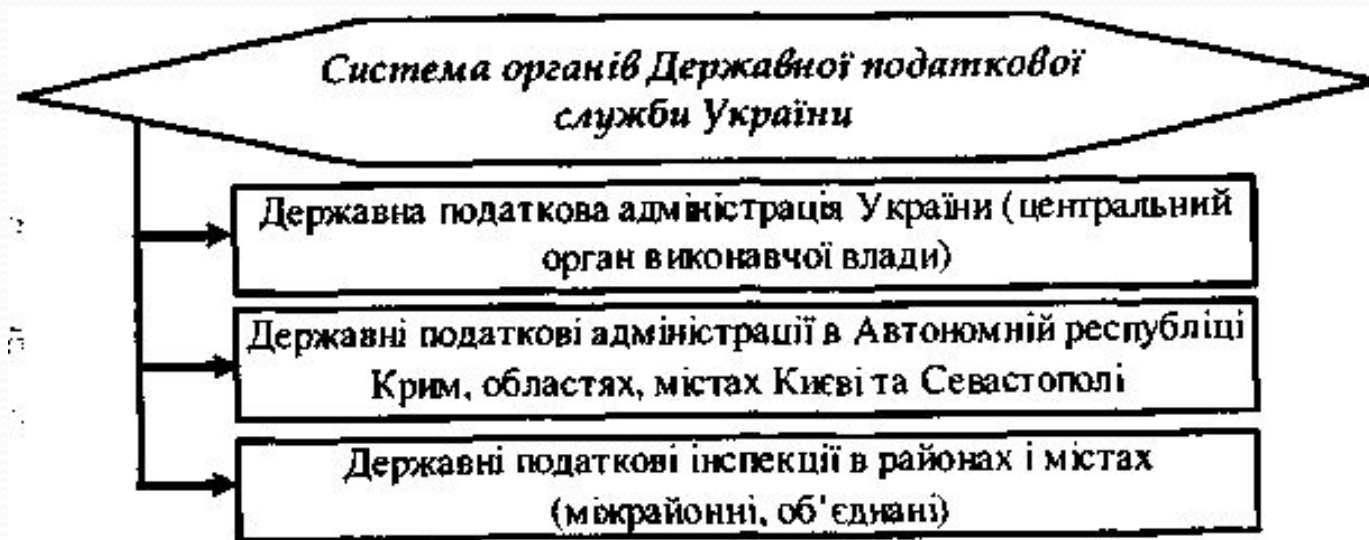 Система органів Державної податкової
служби України
Державна податкова адміністрація України (центральний
орган виконавчої влади)
Державні податкові адміністрації в Автономній республіці
Крим, областях, містах Києві та Севастополі
Державні податкові інспекції в районах і містах
(міжрайонні, об'єднані)